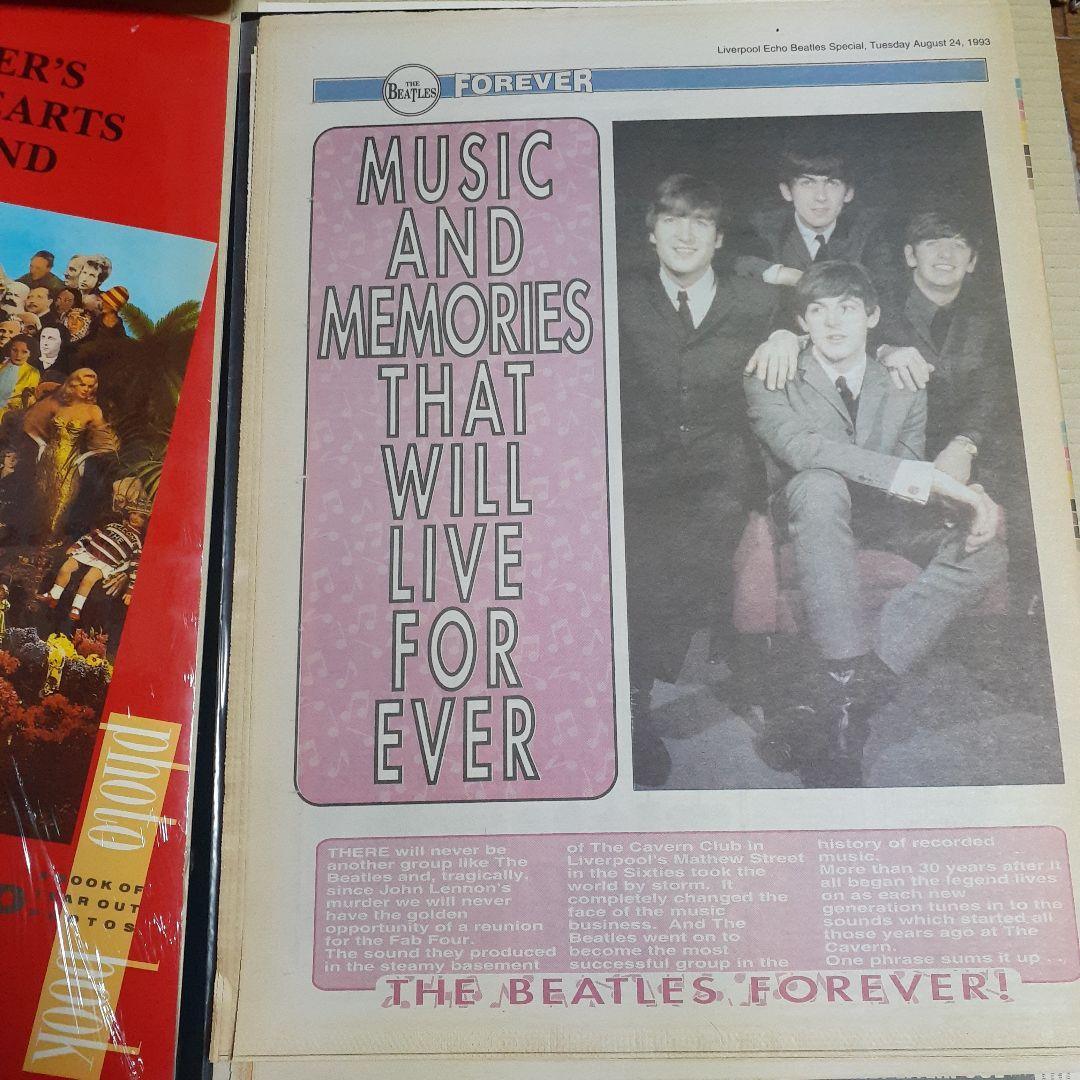 ER'S
EARTS
ND
photo
book
BOOK OF
FAR OUT
PHOTOS
Liverpool Echo Beatles Special, Tuesday August 24, 1993
THE BEATLES FOREVER
MUSIC
AND
MEMORIES
THAT
WILL
LIVE
FOR
EVER
THERE will never be
another group like The
Beatles and, tragically,
since John Lennon's
murder we will never
have the golden
opportunity of a reunion
for the Fab Four.
The sound they produced
in the steamy basement
of The Cavern Club in
Liverpool's Mathew Street
in the Sixties took the
world by storm. It
completely changed the
face of the music
business. And The
Beatles went on to
become the most
successful group in the
history of recorded
music.
More than 30 years after it
all began the legend lives
on as each new
generation tunes in to the
sounds which started all
those years ago at The
Cavern.
One phrase sums it up . .
THE BEATLES FOREVER!